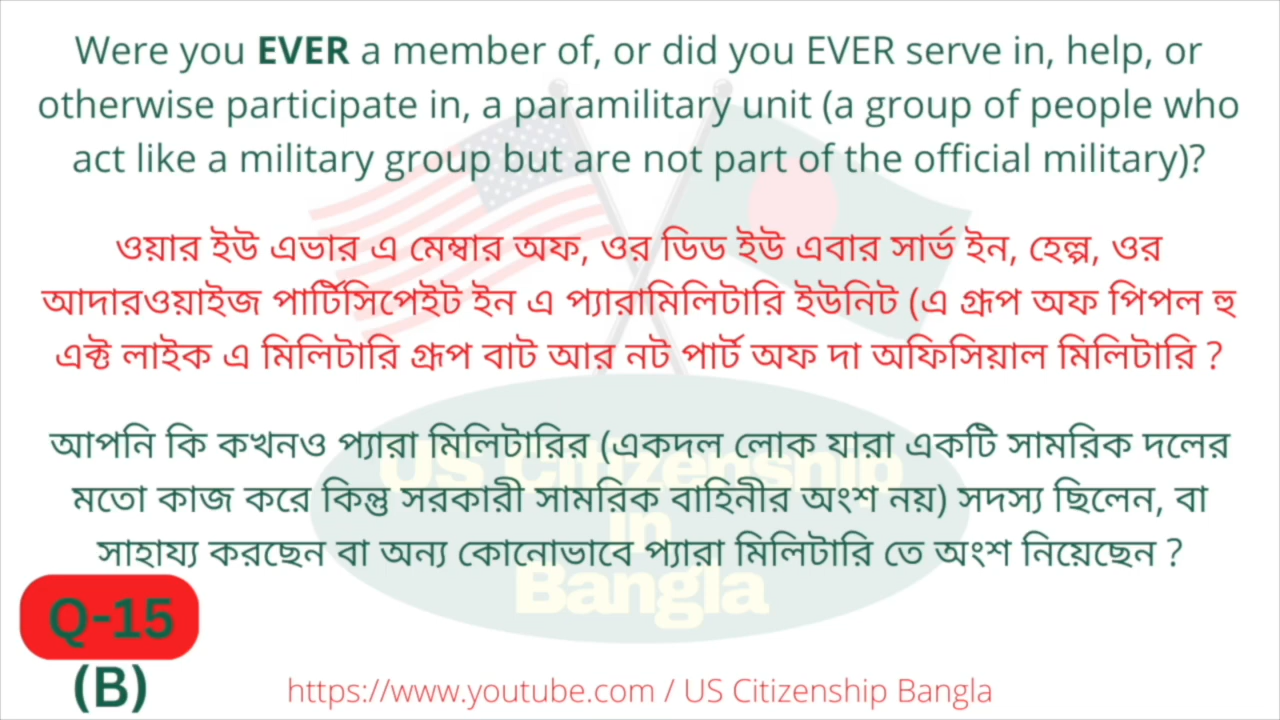 Were you EVER a member of, or did you EVER serve in, help, or
otherwise participate in, a paramilitary unit (a group of people who
act like a military group but are not part of the official military)?
ওয়ার ইউ এভার এ মেম্বার অফ, ওর ডিড ইউ এবার সার্ভ ইন, হেল্প, ওর
আদারওয়াইজ পার্টিসিপেইট ইন এ প্যারামিলিটারি ইউনিট (এ গ্রূপ অফ পিপল হু
এক্ট লাইক এ মিলিটারি গ্রূপ বাট আর নট পার্ট অফ দা অফিসিয়াল মিলিটারি ?
আপনি কি কখনও প্যারা মিলিটারির (একদল লোক যারা একটি সামরিক দলের
মতো কাজ করে কিন্তু সরকারী সামরিক বাহিনীর অংশ নয়) সদস্য ছিলেন, বা
সাহায্য করছেন বা অন্য কোনোভাবে প্যারা মিলিটারি তে অংশ নিয়েছেন ?
US Citizenship
in
Bangla
Q-15
(B)
https://www.youtube.com / US Citizenship Bangla